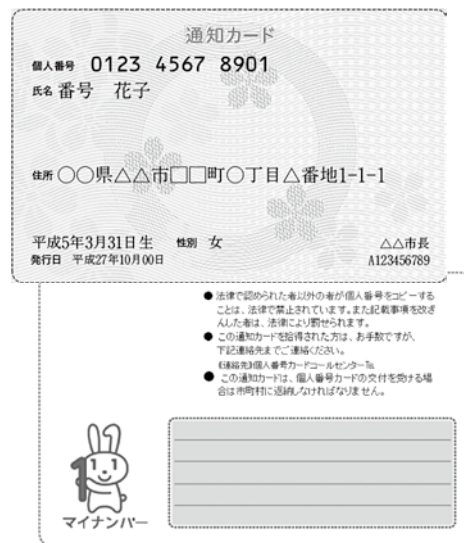 通知カード
個人番号 0123 4567 8901
氏名 番号 花子
住所 〇〇県△△市□□町〇丁目△番地1-1-1
平成5年3月31日生 性別 女 △△市長
発行日 平成27年10月00日 A123456789
● 法律で認められた者以外の者が個人番号をコピーする
ことは、法律で禁止されています。また記載事項を改ざ
んした者は、法律により罰せられます。
● この通知カードを拾得された方は、お手数ですが、
下記連絡先までご連絡ください。
《連絡先》個人番号カードコールセンター℡
● この通知カードは、個人番号カードの交付を受ける場
合は市町村に返納しなければなりません。
1
マイナンバー